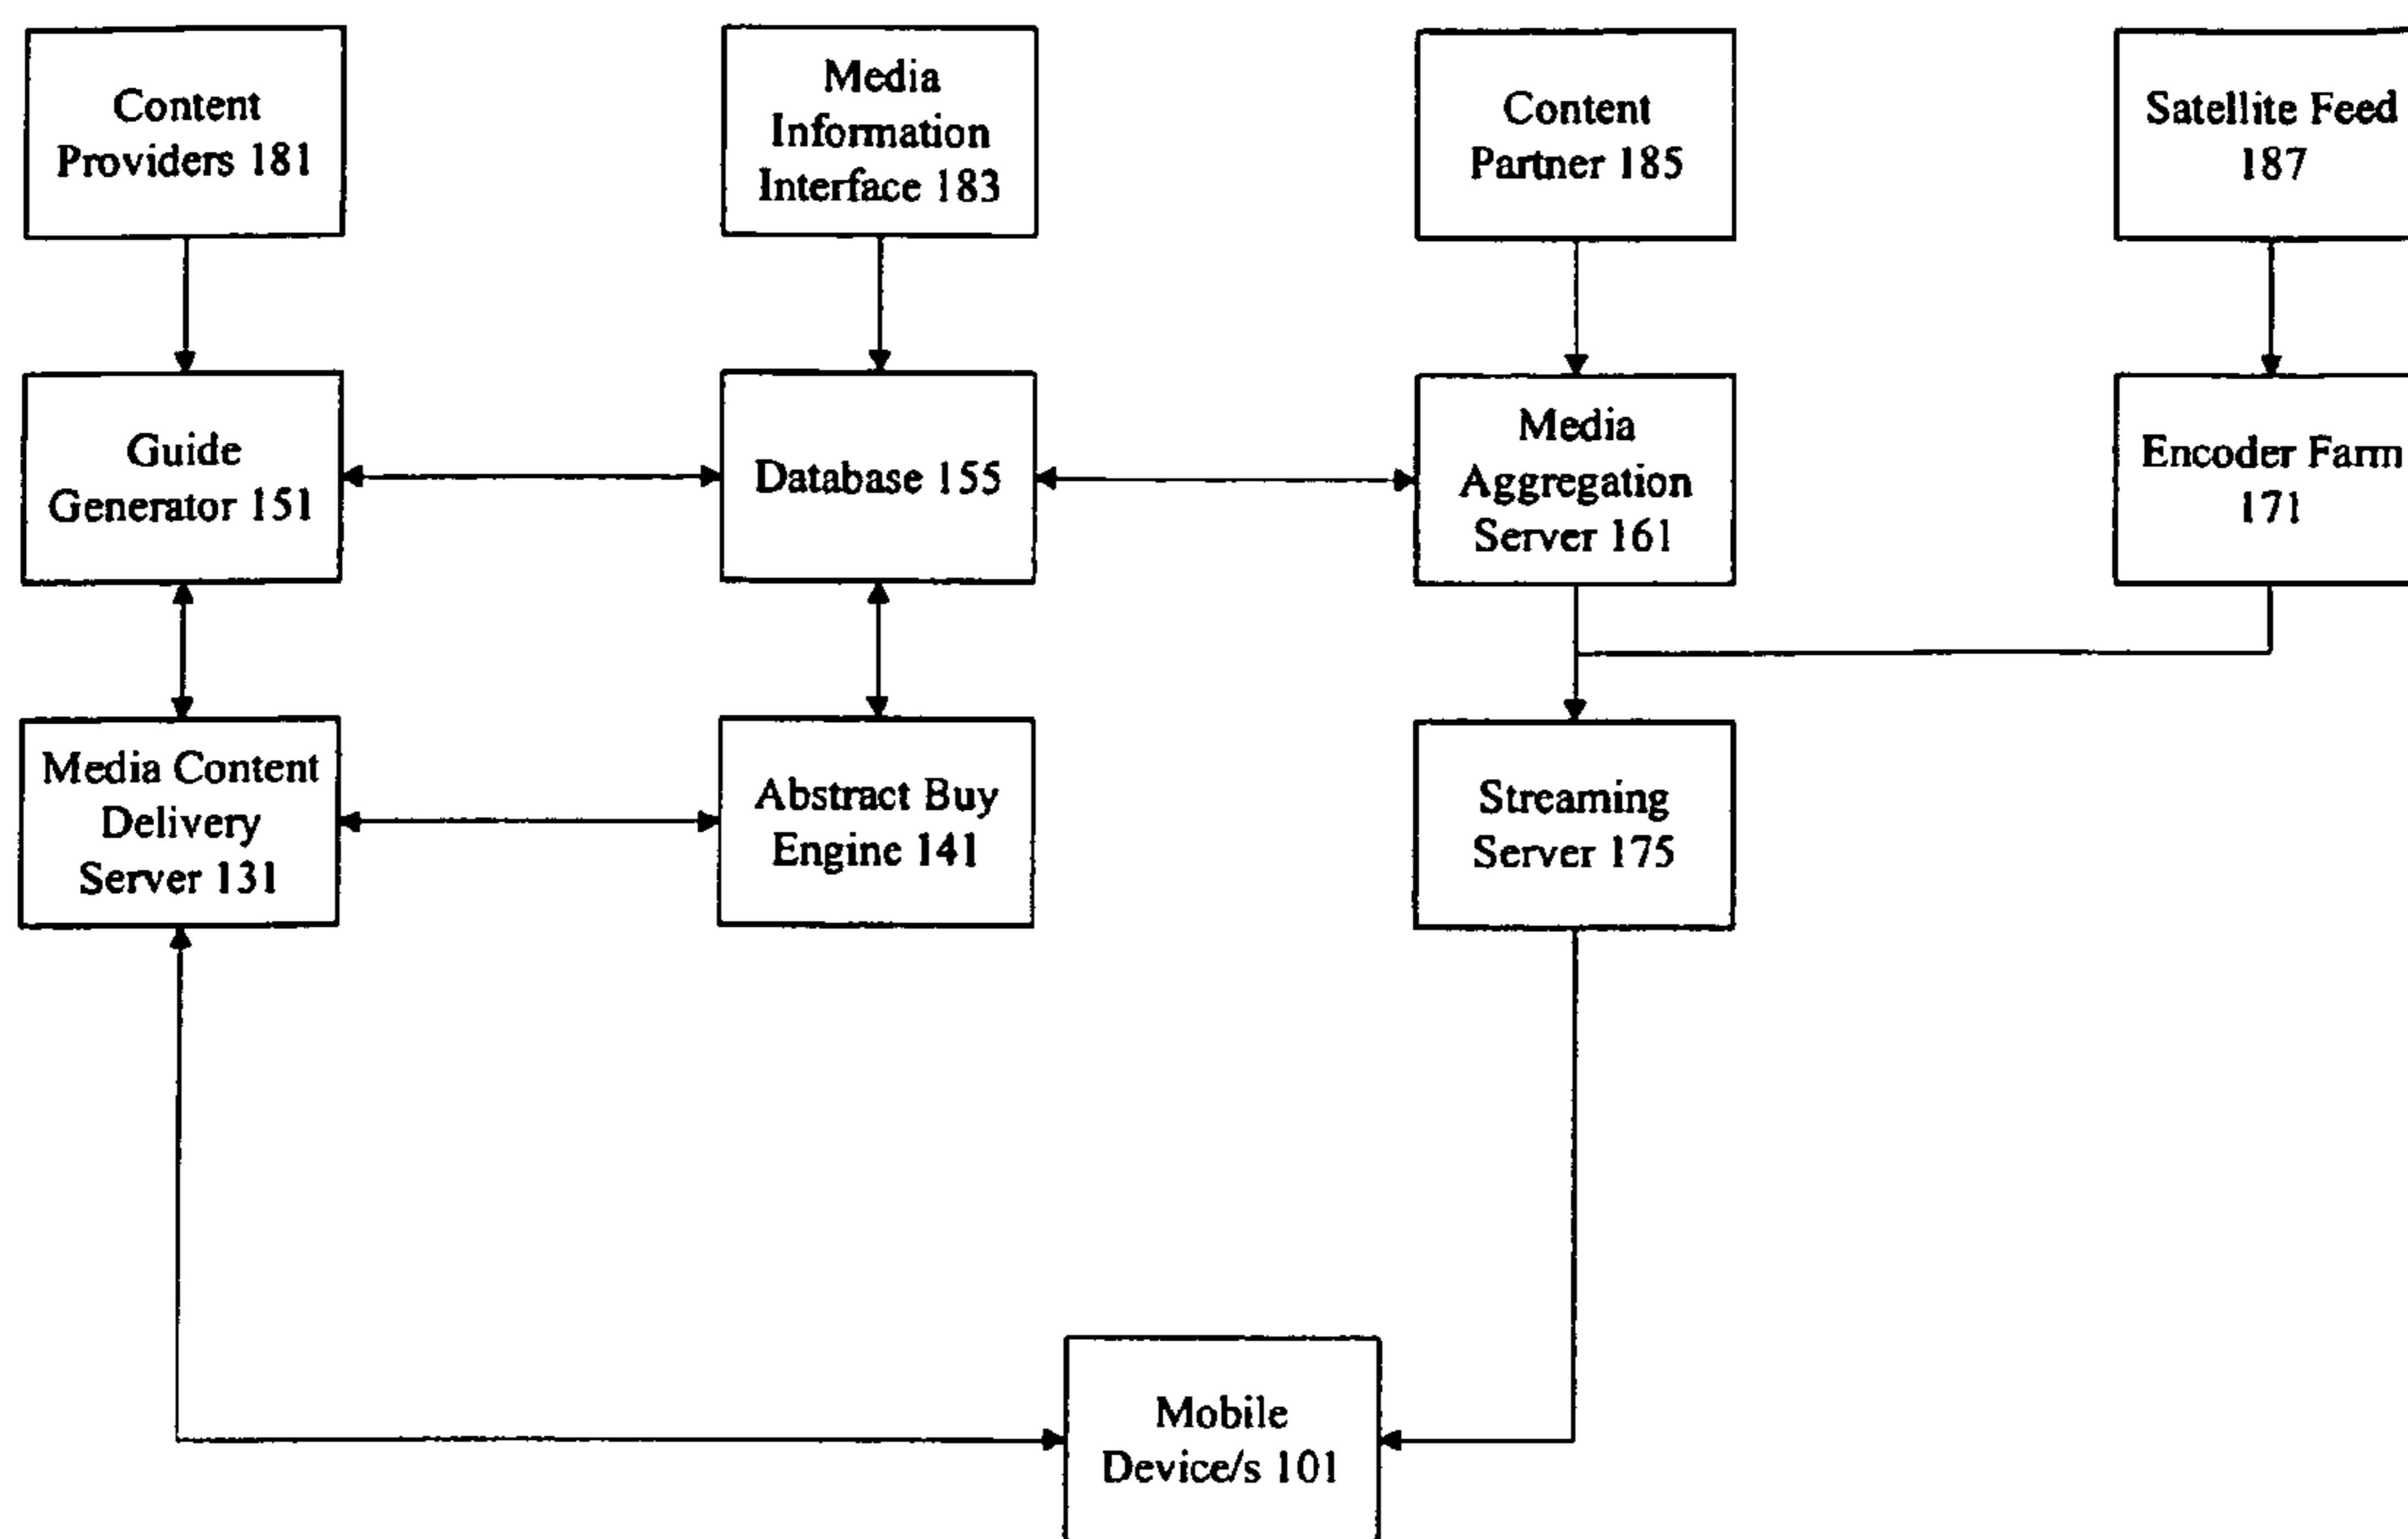 Content
Providers 181
Media
Information
Interface 183
Content
Partner 185
Satellite Feed
187
Guide
Generator 151
Database 155
Media
Aggregation
Server 161
Encoder Farm
171
Media Content
Delivery
Server 131
Abstract Buy
Engine 141
Streaming
Server 175
Mobile
Device/s 101